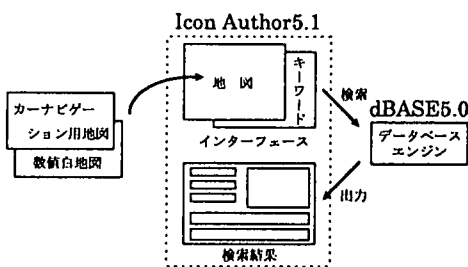 Icon Author5.1
地 図
キーワード
カーナビゲー
ション用地図
数値白地図
インターフェース
検索
dBASE5.0
データベース
エンジン
出力
検索結果